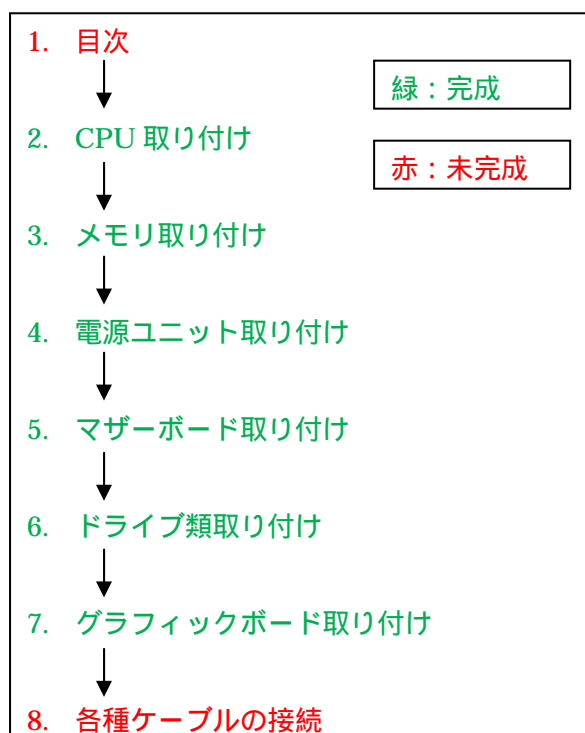 1. 目次
緑：完成
2. CPU 取り付け
赤：未完成
3. メモリ取り付け
4. 電源ユニット取り付け
5. マザーボード取り付け
6. ドライブ類取り付け
7. グラフィックボード取り付け
8. 各種ケーブルの接続